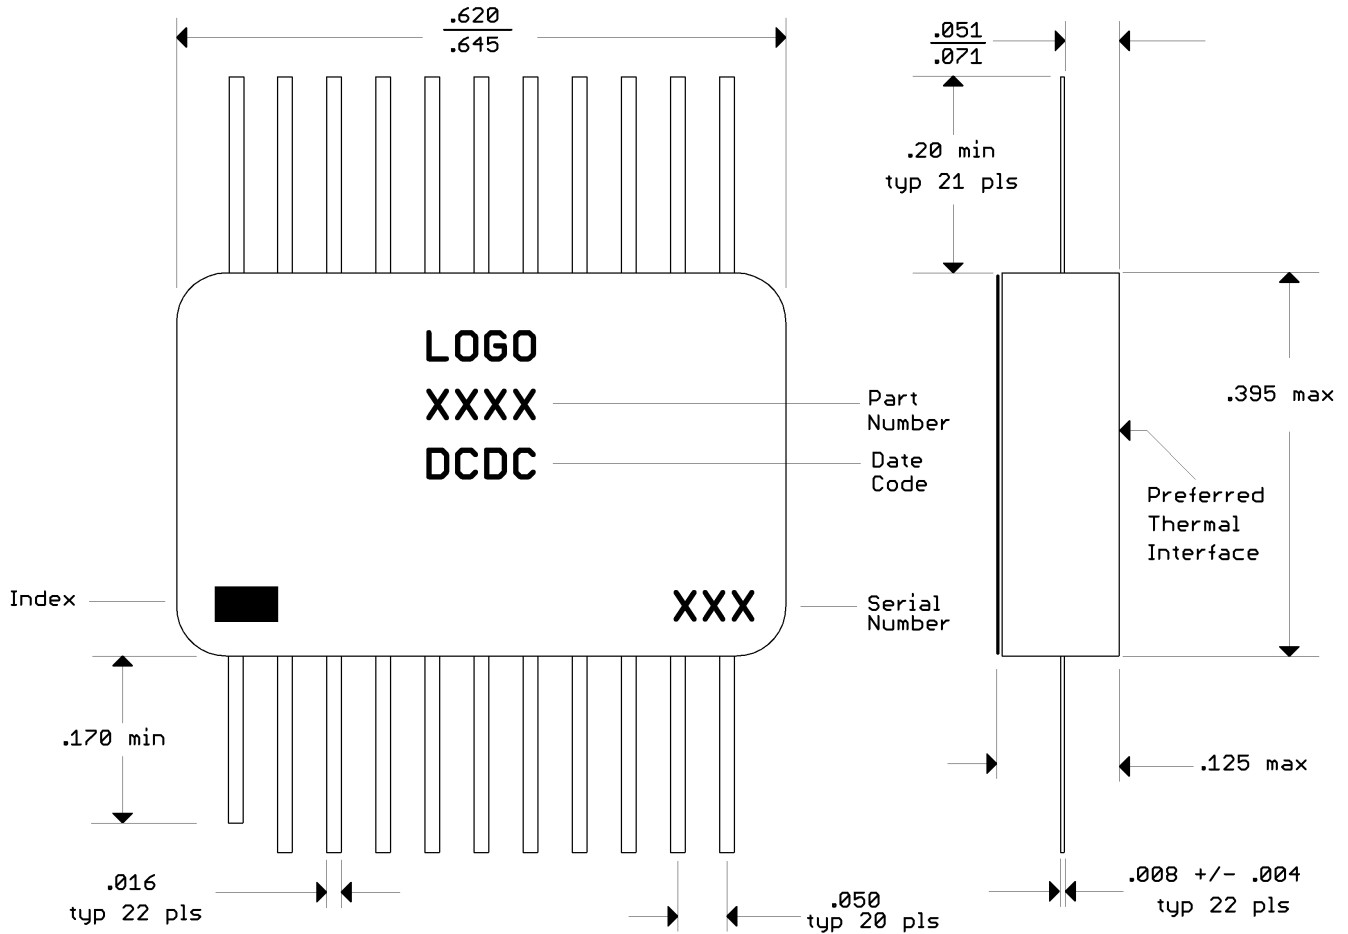 .620
.645
.051
.071
.20 min
typ 21 pls
LOGO
XXXX
Part
Number
.395 max
DCDC
Date
Code
Preferred
Thermal
Interface
Index
XXX
Serial
Number
.170 min
.125 max
.016
typ 22 pls
.050
typ 20 pls
.008 +/- .004
typ 22 pls